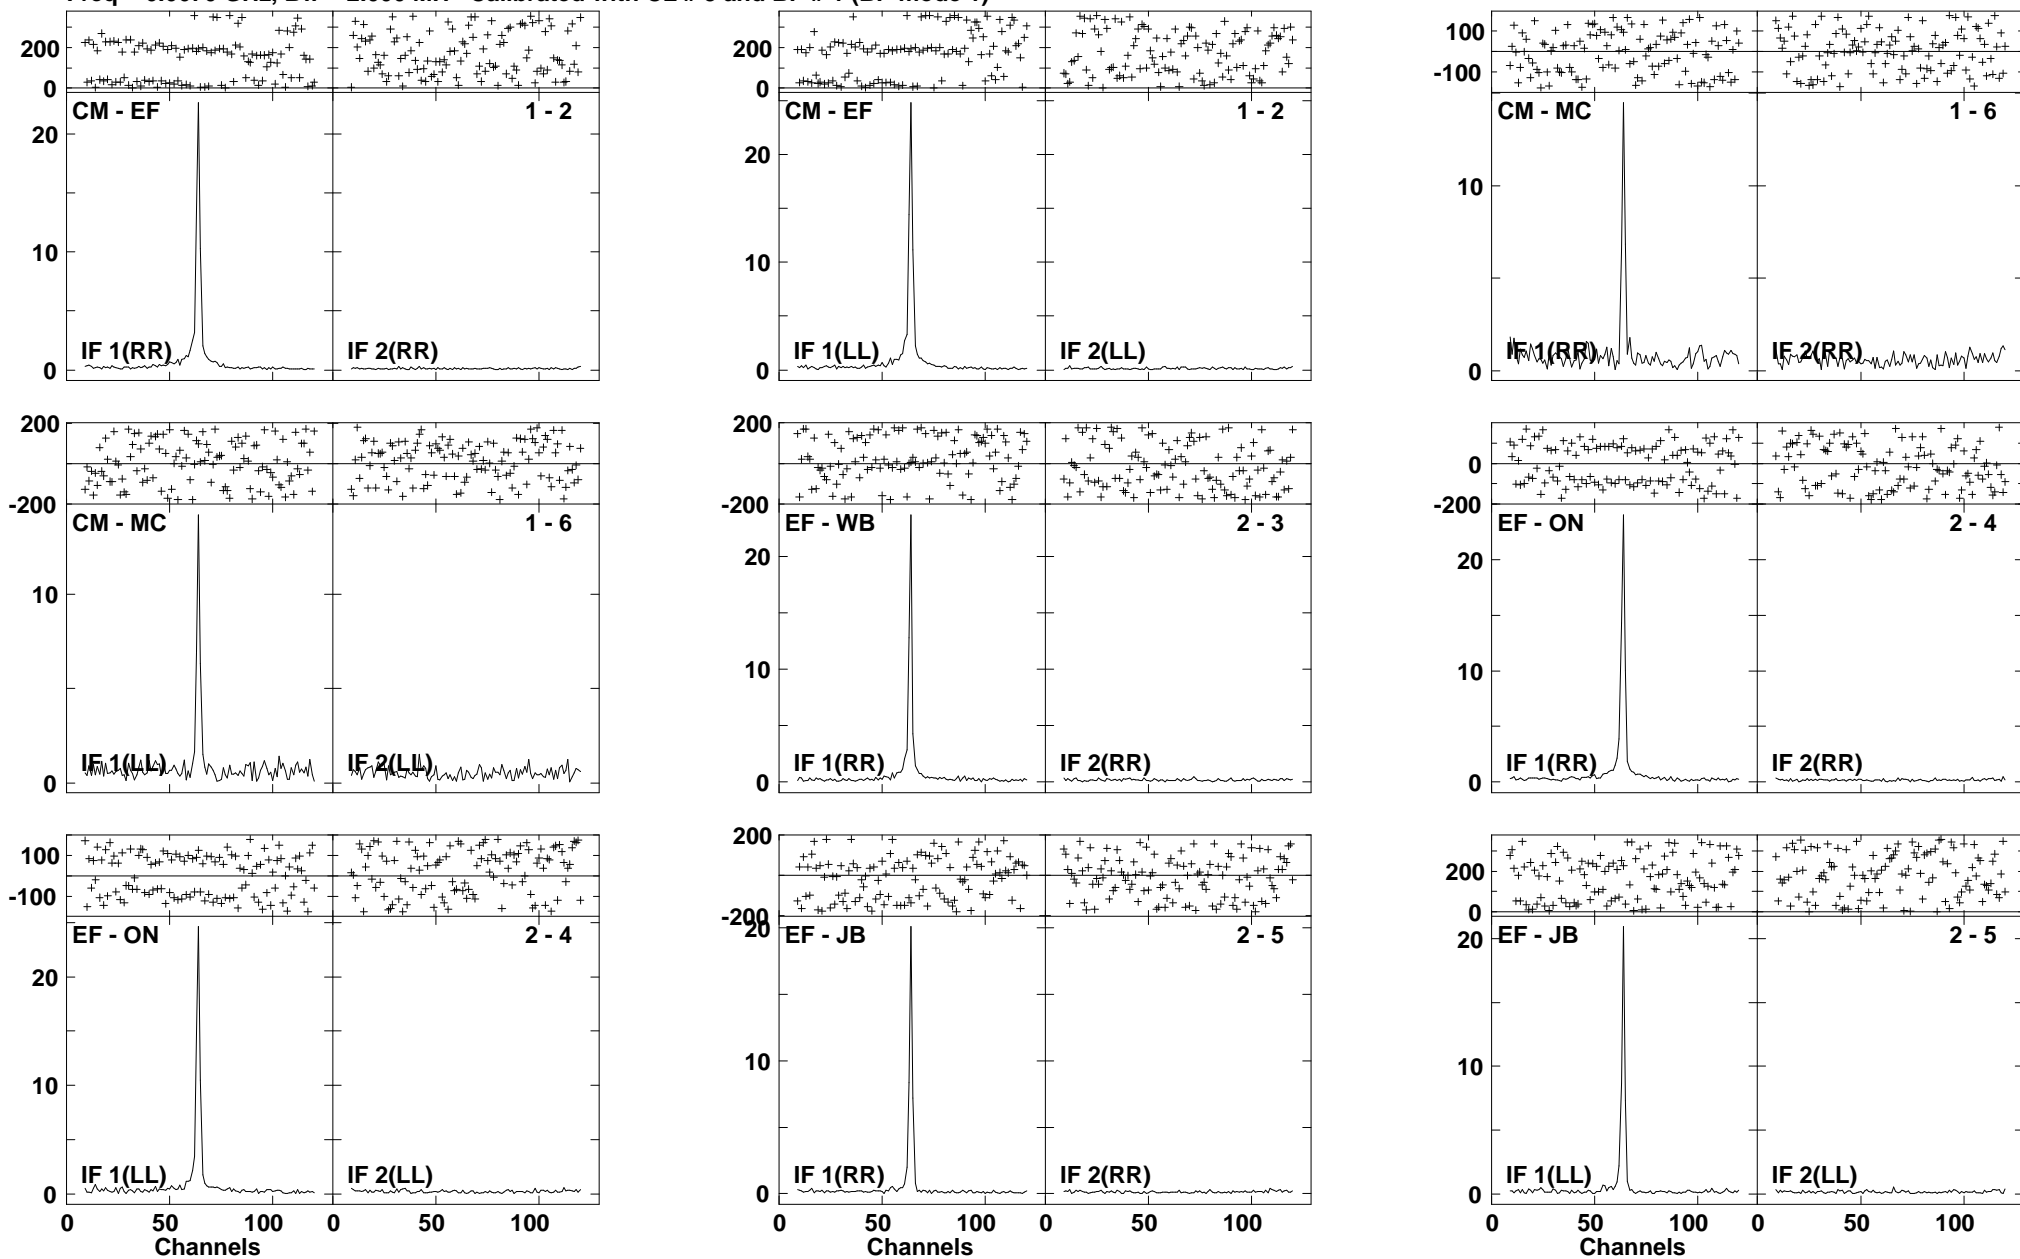 200 200 100
0 0 -100
CM - EF 1 - 2 CM - EF 1 - 2 CM - MC 1 - 6
20 20
10 10 10
0 0 0
IF 1(RR) IF 2(RR) IF 1(LL) IF 2(LL) IF 1(RR) IF 2(RR)
200 200 0
-200 -200 -200
CM - MC 1 - 6 EF - WB 2 - 3 EF - ON 2 - 4
20 20
10 10 10
0 0 0
IF 1(LL) IF 2(LL) IF 1(RR) IF 2(RR) IF 1(RR) IF 2(RR)
100 200 200
-100 -200 0
EF - ON 2 - 4 EF - JB 2 - 5 EF - JB 2 - 5
20 20 20
10 10 10
0 0 0
IF 1(LL) IF 2(LL) IF 1(RR) IF 2(RR) IF 1(LL) IF 2(LL)
0 50 100 0 50 100 0 50 100 0 50 100 0 50 100 0 50 100
Channels Channels Channels